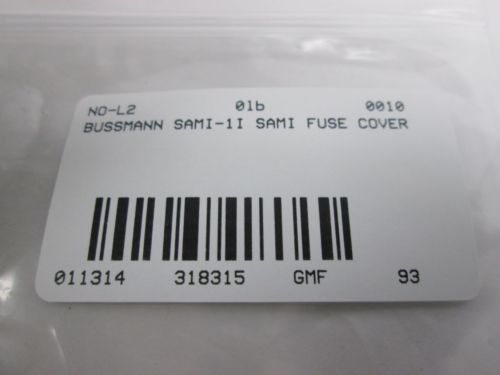 NO-L2 01b 0010
BUSSMANN SAMI-1I SAMI FUSE COVER
011314 318315 GMF 93